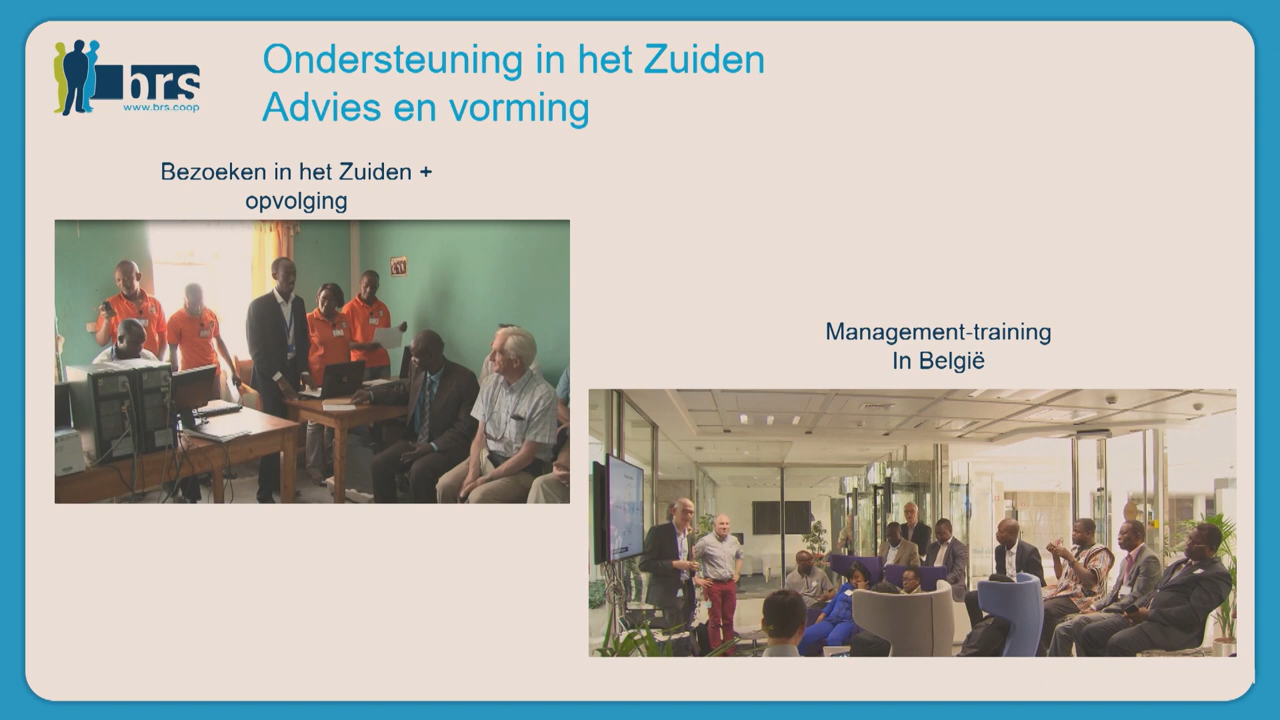 brs
www.brs.coop
Ondersteuning in het Zuiden
Advies en vorming
Bezoeken in het Zuiden +
opvolging
Management-training
In België